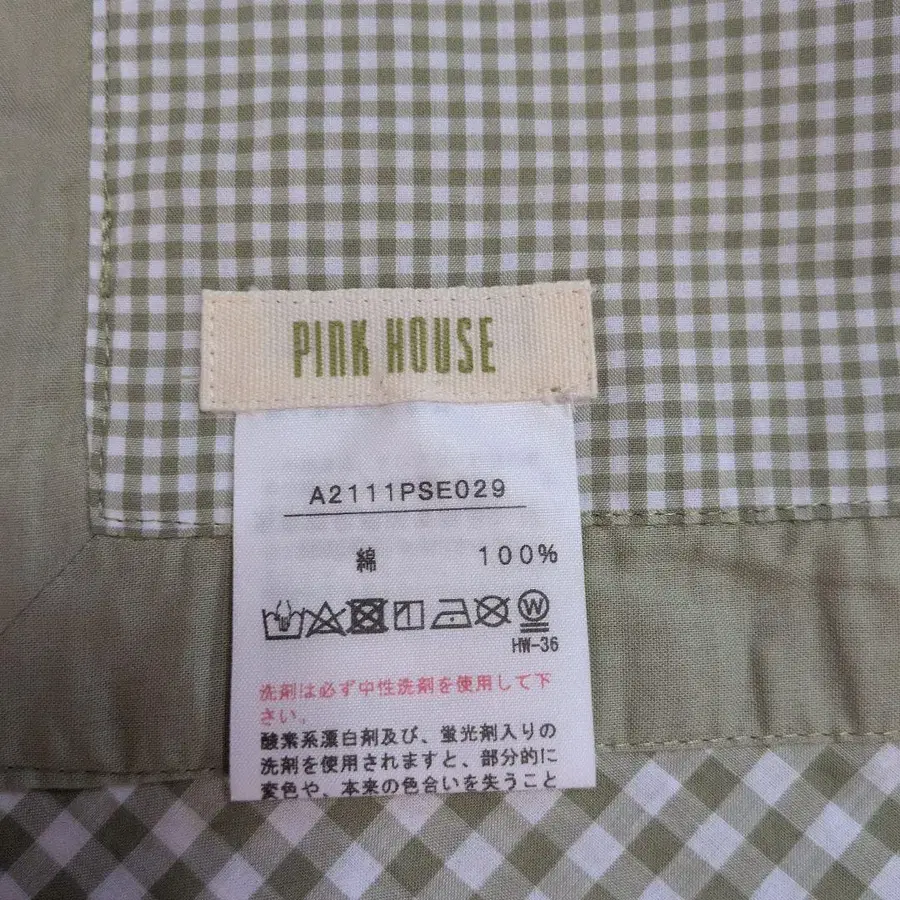 PINK HOUSE
A2111PSE029
綿 100%
W
HW-36
洗剤は必ず中性洗剤を使用して下
さい。
酸素系漂白剤及び、蛍光剤入りの
洗剤を使用されますと、部分的に
変色や、本来の色合いを失うこと